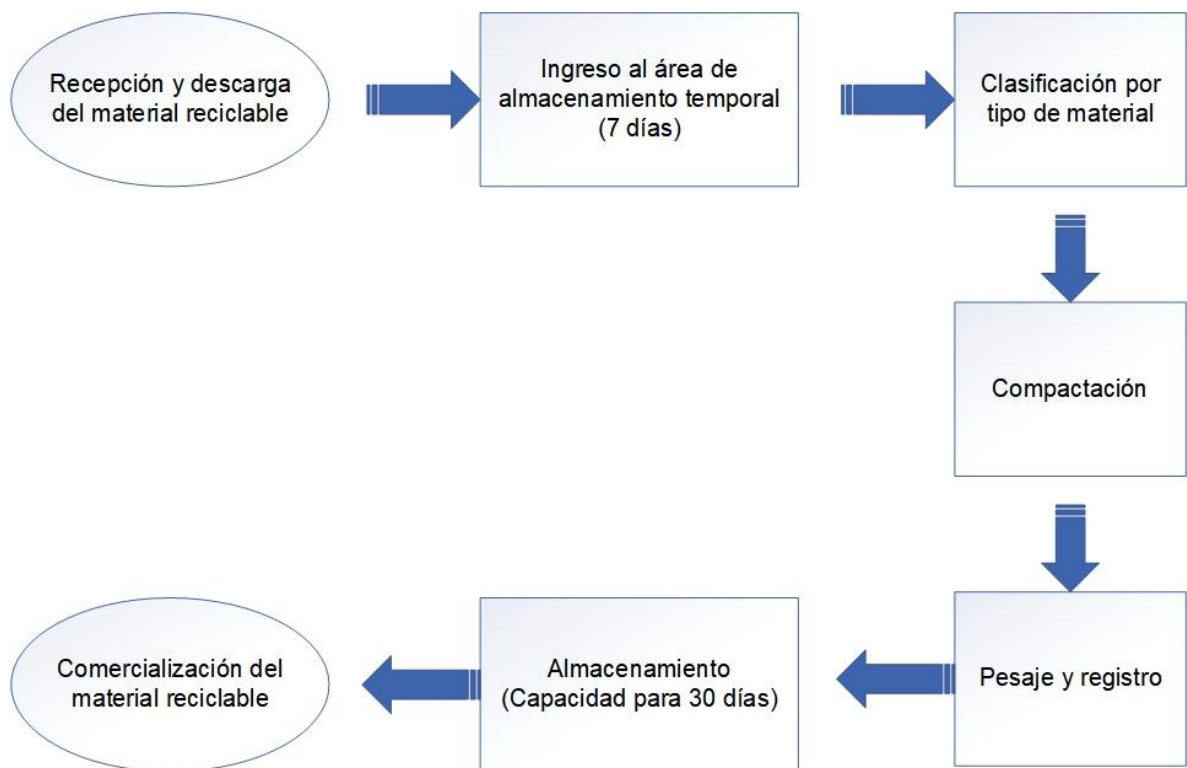 Recepción y descarga
del material reciclable
Ingreso al área de
almacenamiento temporal
(7 días)
Clasificación por
tipo de material
Compactación
Pesaje y registro
Almacenamiento
(Capacidad para 30 días)
Comercialización del
material reciclable